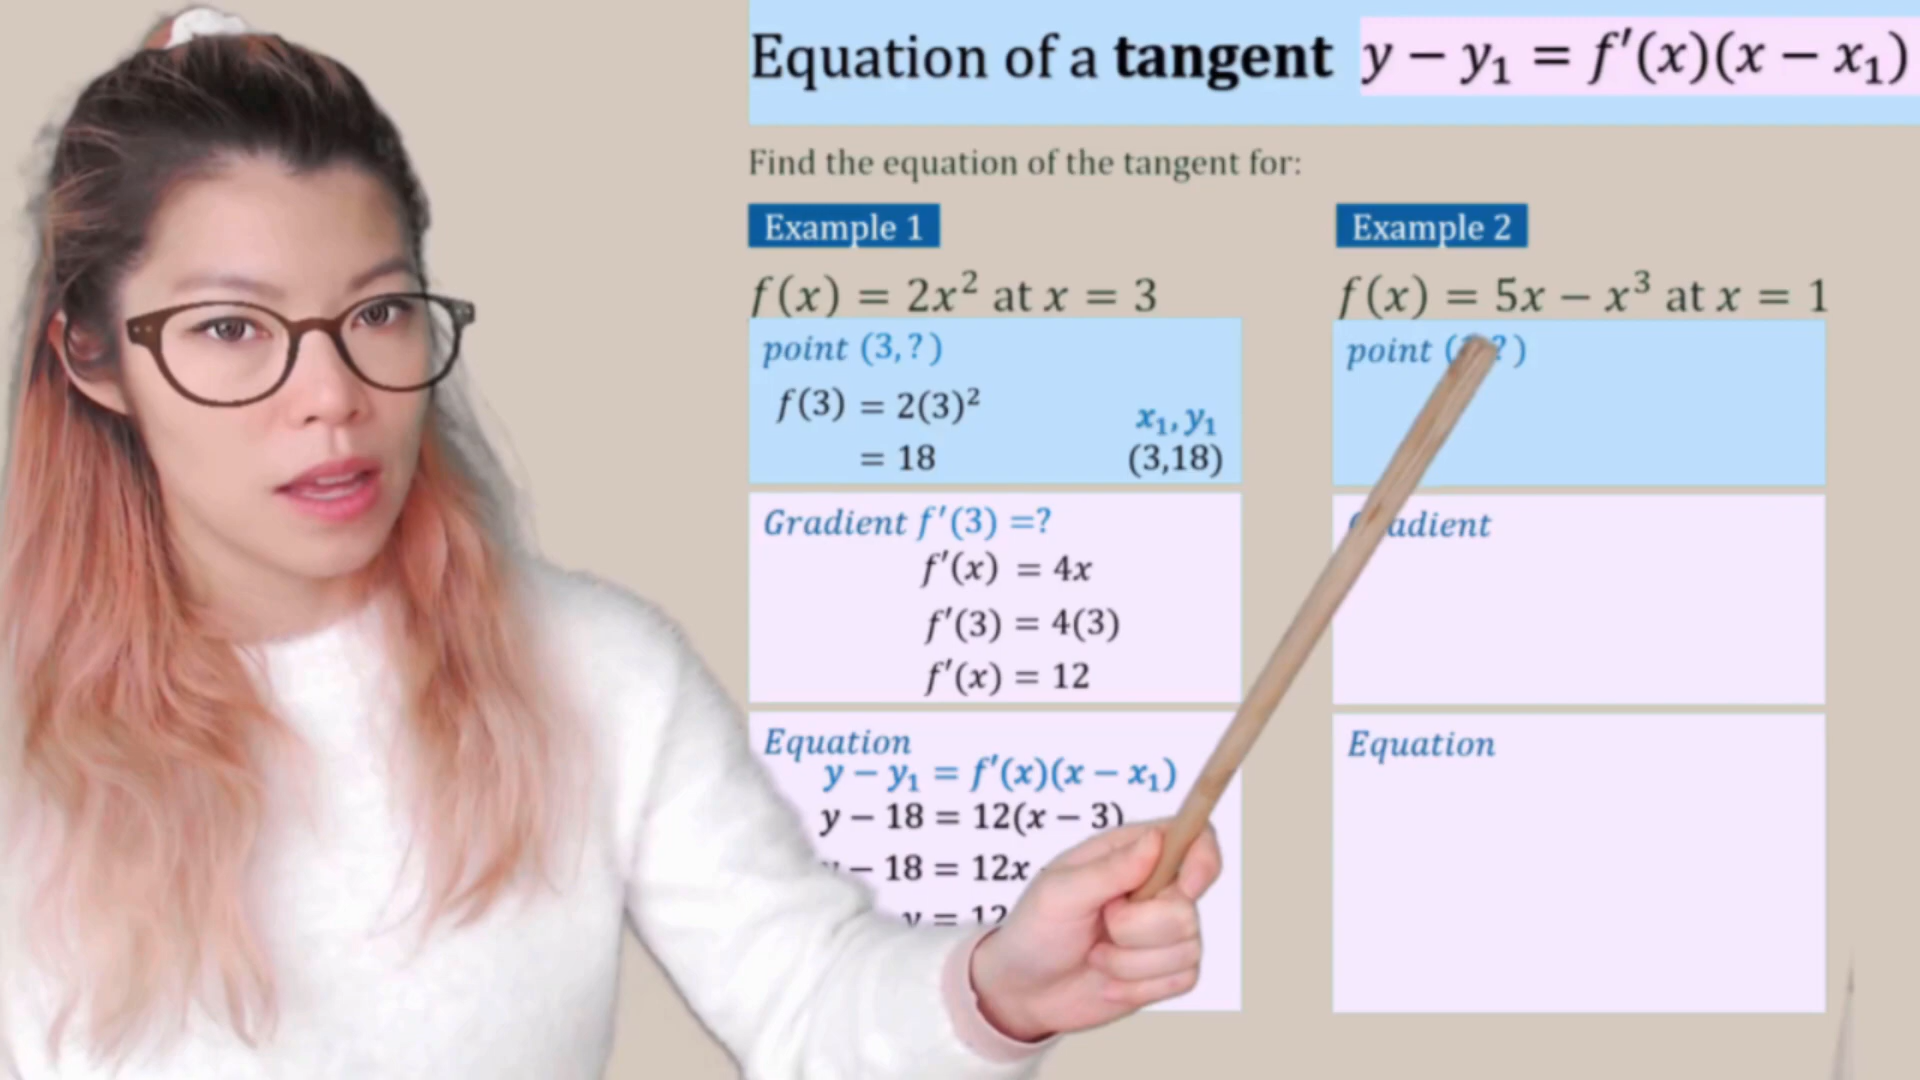 Equation of a tangent y − y₁ = f′(x)(x − x₁)
Find the equation of the tangent for:
Example 1
f(x) = 2x² at x = 3
point (3, ? )
f(3) = 2(3)²
= 18
x₁, y₁
(3,18)
Gradient f′(3) =?
f′(x) = 4x
f′(3) = 4(3)
f′(x) = 12
Equation
y − y₁ = f′(x)(x − x₁)
y − 18 = 12(x − 3)
− 18 = 12x
y = 12
Example 2
f(x) = 5x − x³ at x = 1
point ( ? )
Equation